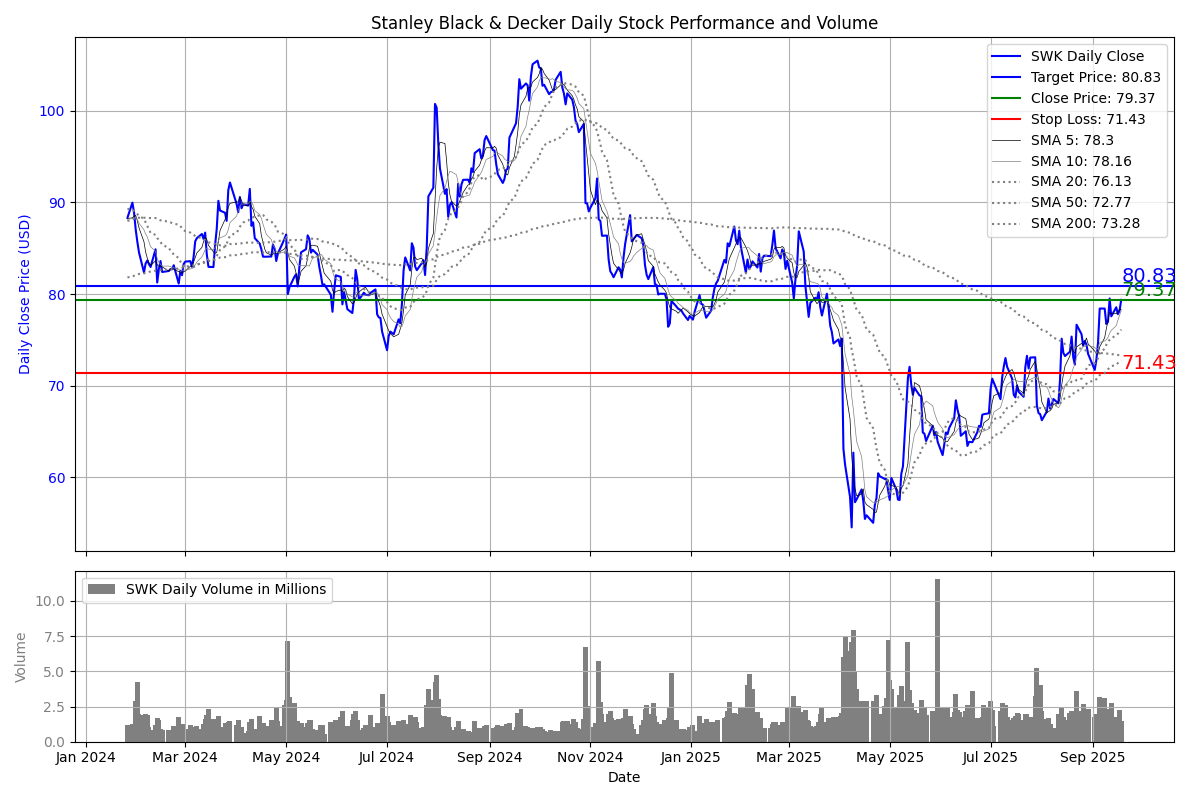 Stanley Black & Decker Daily Stock Performance and Volume
Daily Close Price (USD)
100
90
80
70
60
SWK Daily Close
Target Price: 80.83
Close Price: 79.37
Stop Loss: 71.43
SMA 5: 78.3
SMA 10: 78.16
SMA 20: 76.13
SMA 50: 72.77
SMA 200: 73.28
80.83
79.37
71.43
Volume
10.0
7.5
5.0
2.5
0.0
SWK Daily Volume in Millions
Jan 2024 Mar 2024 May 2024 Jul 2024 Sep 2024 Nov 2024 Jan 2025 Mar 2025 May 2025 Jul 2025 Sep 2025
Date